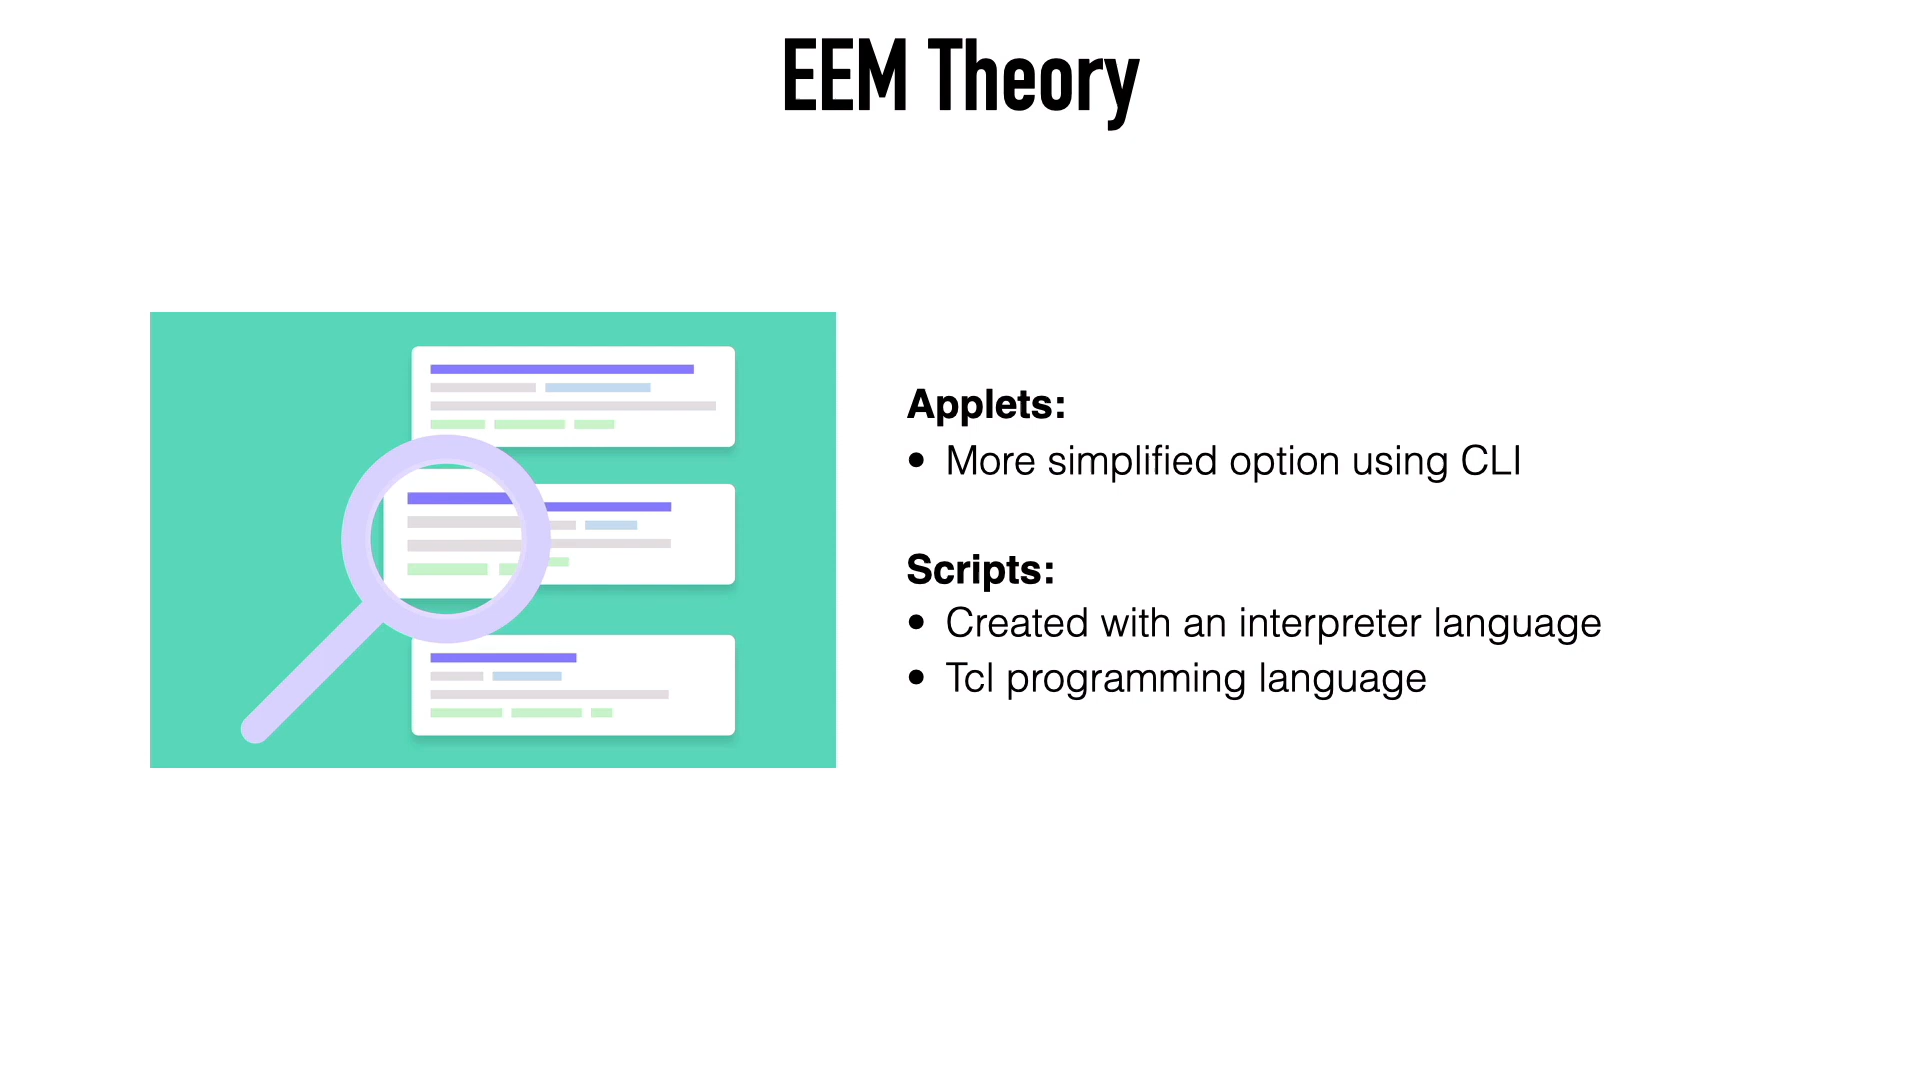 EEM Theory
Applets:
• More simplified option using CLI
Scripts:
• Created with an interpreter language
• Tcl programming language